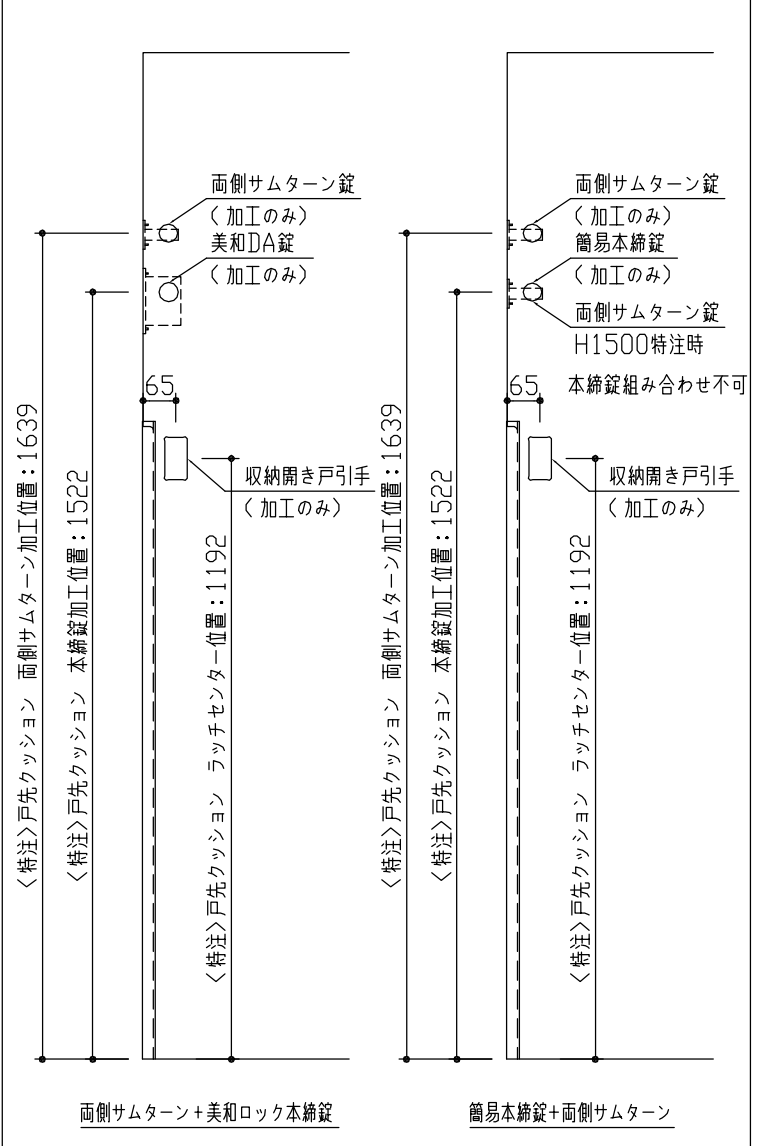 両側サムターン錠
（加工のみ）
美和DA錠
（加工のみ）
65
収納開き戸引手
（加工のみ）
＜特注＞戸先クッション 両側サムターン加工位置：1639
＜特注＞戸先クッション 本締錠加工位置：1522
＜特注＞戸先クッション ラッチセンター位置：1192
両側サムターン+美和ロック本締錠
両側サムターン錠
（加工のみ）
簡易本締錠
（加工のみ）
両側サムターン錠
H1500特注時
本締錠組み合わせ不可
65
収納開き戸引手
（加工のみ）
＜特注＞戸先クッション 両側サムターン加工位置：1639
＜特注＞戸先クッション 本締錠加工位置：1522
＜特注＞戸先クッション ラッチセンター位置：1192
簡易本締錠+両側サムターン